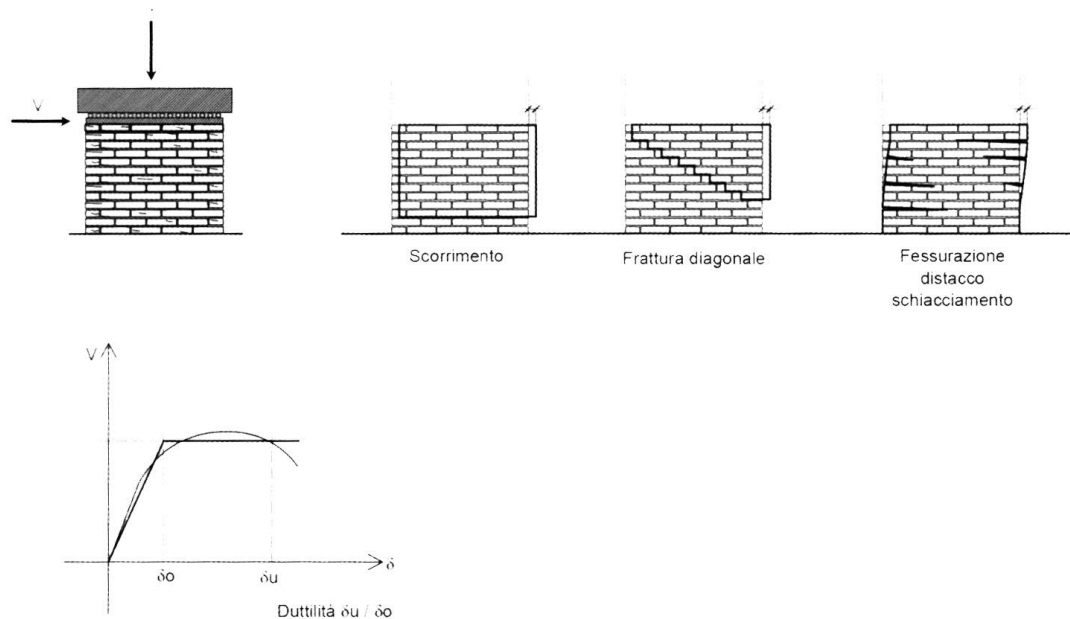 V
Scorrimento
Frattura diagonale
Fessurazione
distacco
schiacciamento
V
δ
δo
δu
Duttilità δu / δo